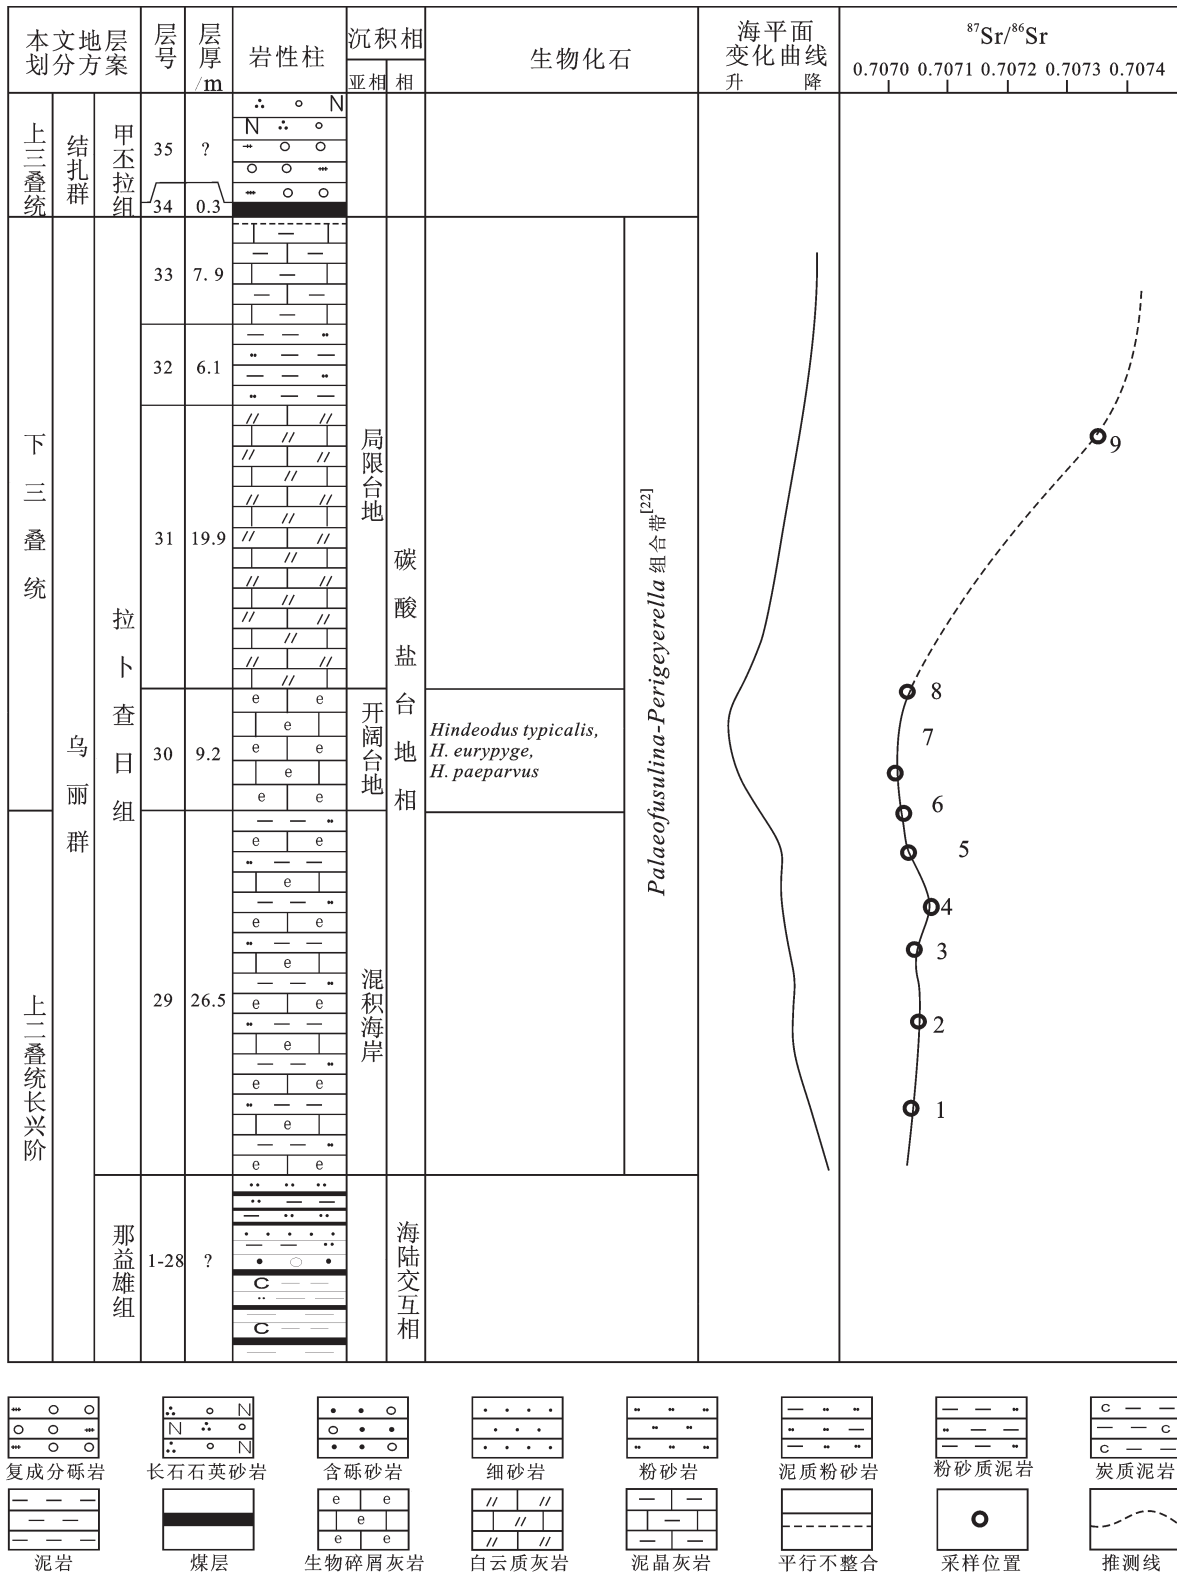 本文地层
划分方案
层号
层厚/m
岩性柱
沉积相
亚相
相
生物化石
海平面
变化曲线
升 降
⁸⁷Sr/⁸⁶Sr
0.7070 0.7071 0.7072 0.7073 0.7074
上三叠统
结扎群
甲丕拉组
35
?
34
0.3
N
N
下三叠统
乌丽群
拉卜查日组
33
7.9
32
6.1
31
19.9
局限台地
碳酸盐台地相
Palaeofusulina-Perigeyerella 组合带[22]
30
9.2
开阔台地
Hindeodus typicalis,
H. eurypyge,
H. paeparvus
e e
e
e e
e
e e
上二叠统长兴阶
29
26.5
混积海岸
e e
e
e e
e
e e
e
e e
e
e e
那益雄组
1-28
?
C
C
海陆交互相
9
8
7
6
5
4
3
2
1
N
N
N
C
C
C
复成分砾岩
长石石英砂岩
含砾砂岩
细砂岩
粉砂岩
泥质粉砂岩
粉砂质泥岩
炭质泥岩
e e
e
e e
泥岩
煤层
生物碎屑灰岩
白云质灰岩
泥晶灰岩
平行不整合
采样位置
推测线